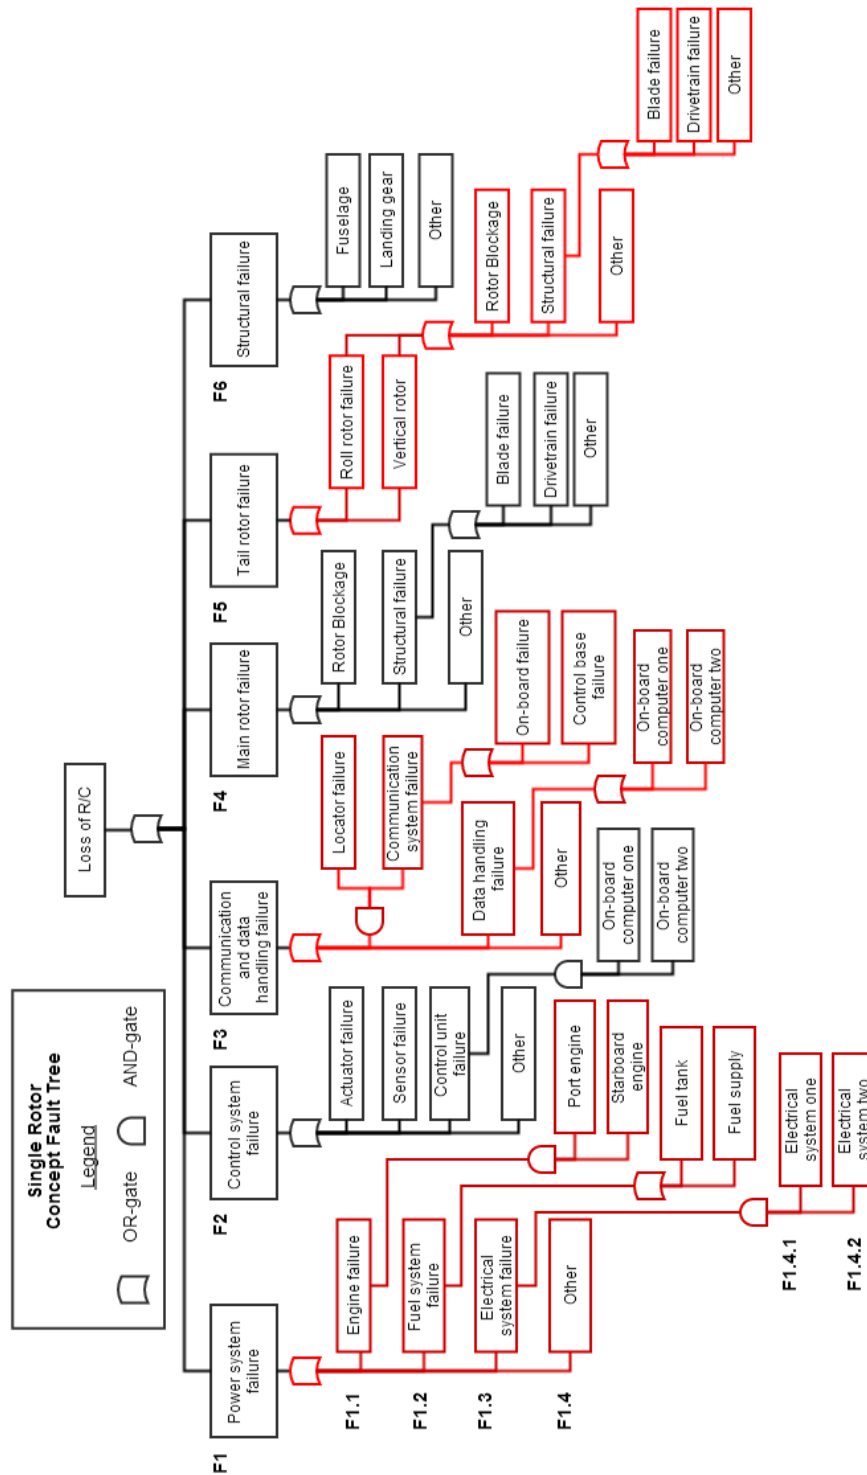 Single Rotor
Concept Fault Tree
Legend
OR-gate
AND-gate
Loss of R/C
F1
Power system
failure
F2
Control system
failure
F3
Communication
and data
handling failure
F4
Main rotor failure
F5
Tail rotor failure
F6
Structural failure
F1.1
Engine failure
F1.2
Fuel system
failure
F1.3
Electrical
system failure
F1.4
Other
Port engine
Starboard
engine
Fuel tank
Fuel supply
F1.4.1
Electrical
system one
F1.4.2
Electrical
system two
Actuator failure
Sensor failure
Control unit
failure
Other
On-board
computer one
On-board
computer two
Locator failure
Communication
system failure
Data handling
failure
Other
On-board failure
Control base
failure
On-board
computer one
On-board
computer two
Rotor Blockage
Structural failure
Other
Blade failure
Drivetrain failure
Other
Roll rotor failure
Vertical rotor
Rotor Blockage
Structural failure
Other
Blade failure
Drivetrain failure
Other
Fuselage
Landing gear
Other